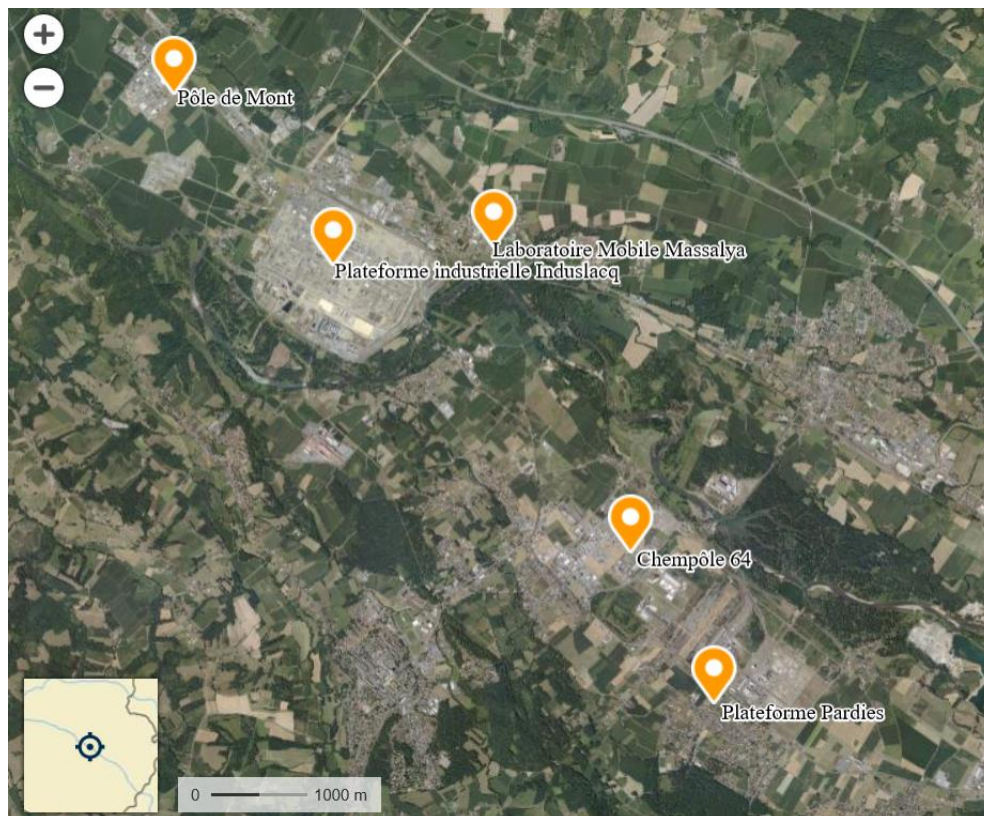 Pôle de Mont
Laboratoire Mobile Massalya
Plateforme industrielle Induslacq
Chempôle 64
Plateforme Pardies
0 1000 m